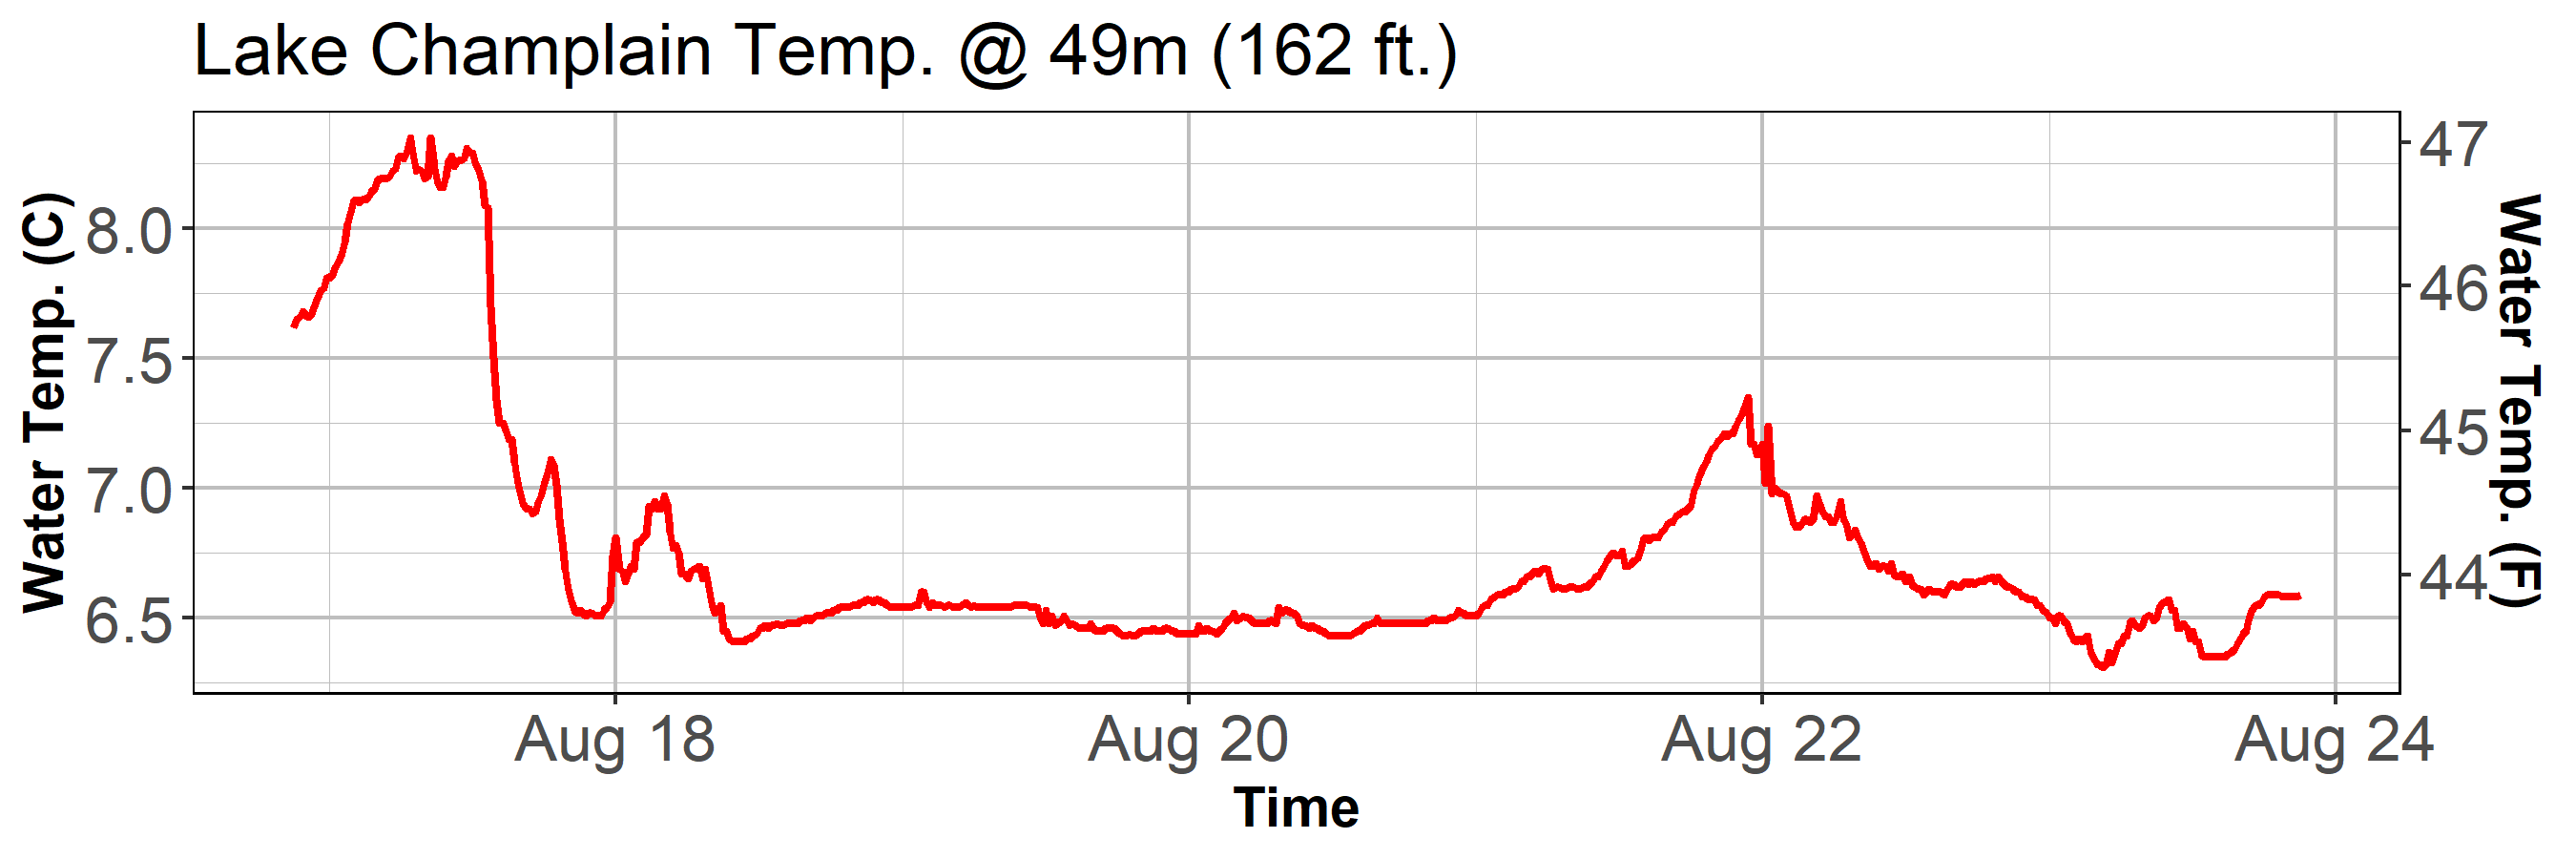 Lake Champlain Temp. @ 49m (162 ft.)
Water Temp. (C)
8.0
7.5
7.0
6.5
47
46
45
44
Water Temp. (F)
Aug 18 Aug 20 Aug 22 Aug 24
Time